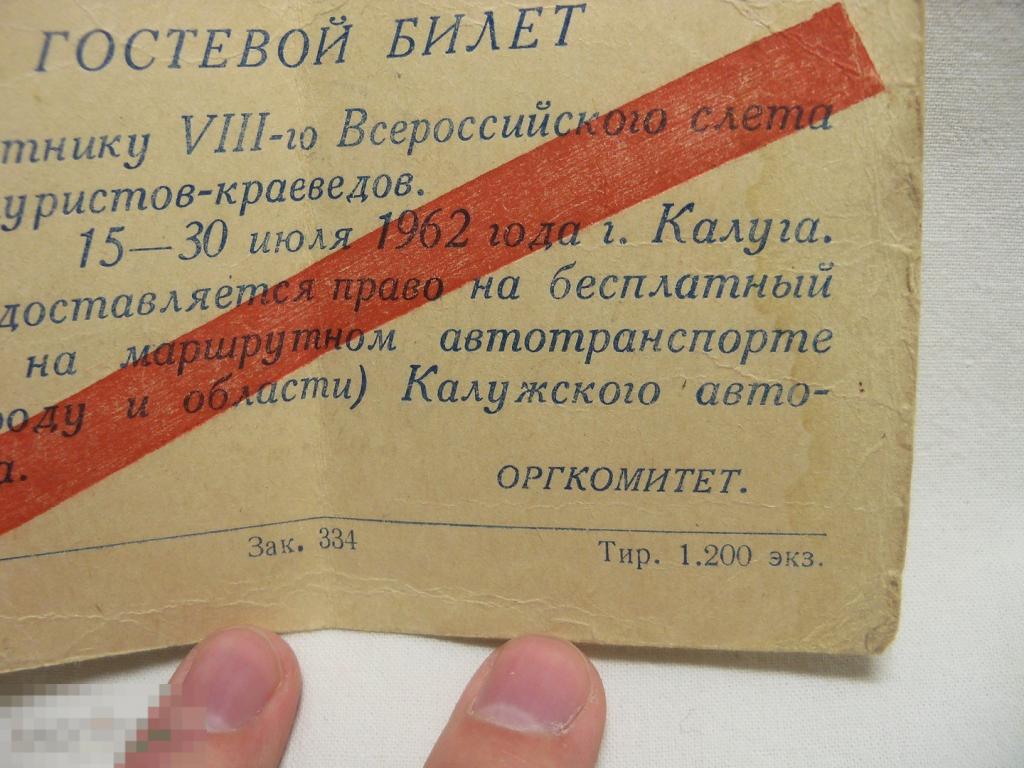 ГОСТЕВОЙ БИЛЕТ
тнику VIII-го Всероссийского слета
уристов-краеведов.
15—30 июля 1962 года г. Калуга.
доставляется право на бесплатный
на маршрутном автотранспорте
роду и области) Калужского авто-
а.
ОРГКОМИТЕТ.
Зак. 334 Тир. 1.200 экз.